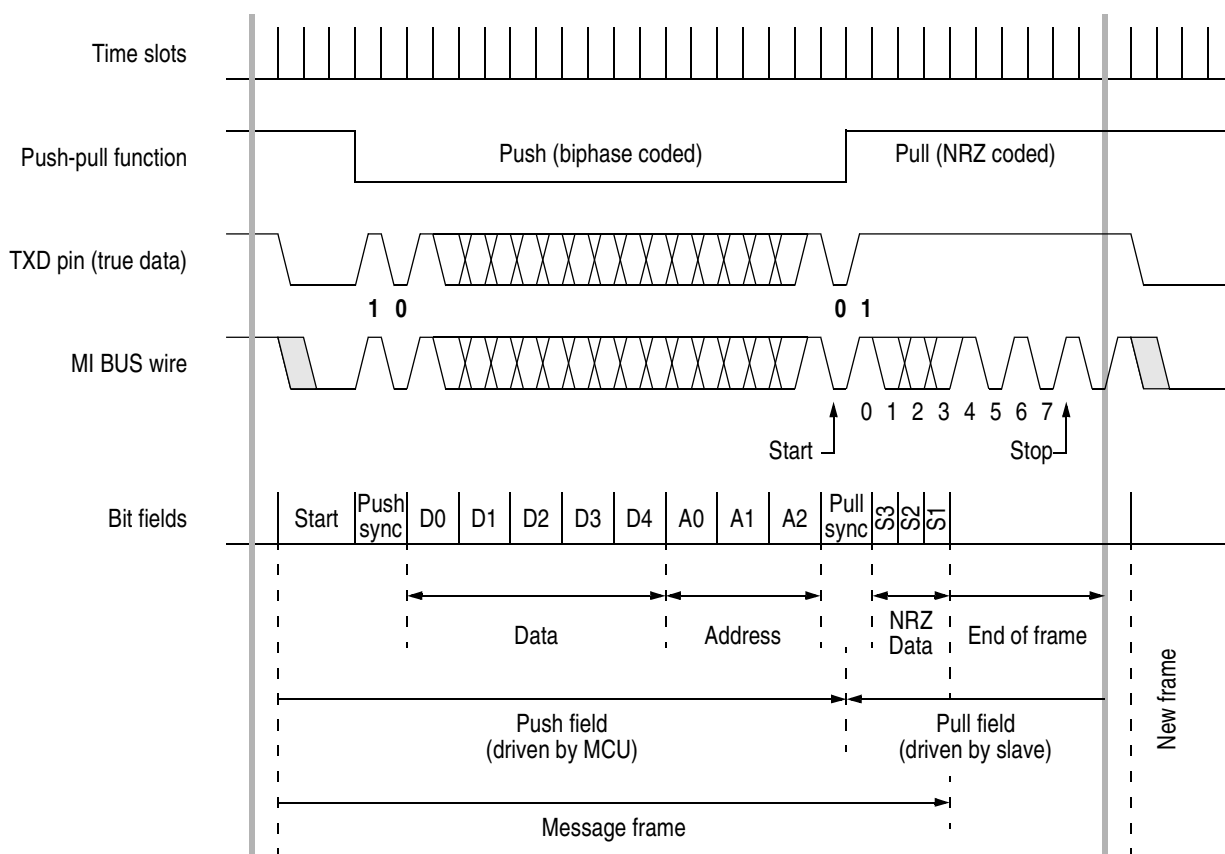 Time slots
Push-pull function
Push (biphase coded)
Pull (NRZ coded)
TXD pin (true data)
1 0
0 1
MI BUS wire
0 1 2 3 4 5 6 7
Start
Stop
Bit fields
Start
Push
sync
D0
D1
D2
D3
D4
A0
A1
A2
Pull
sync
S3
S2
S1
Data
Address
NRZ
Data
End of frame
Push field
(driven by MCU)
Pull field
(driven by slave)
New frame
Message frame